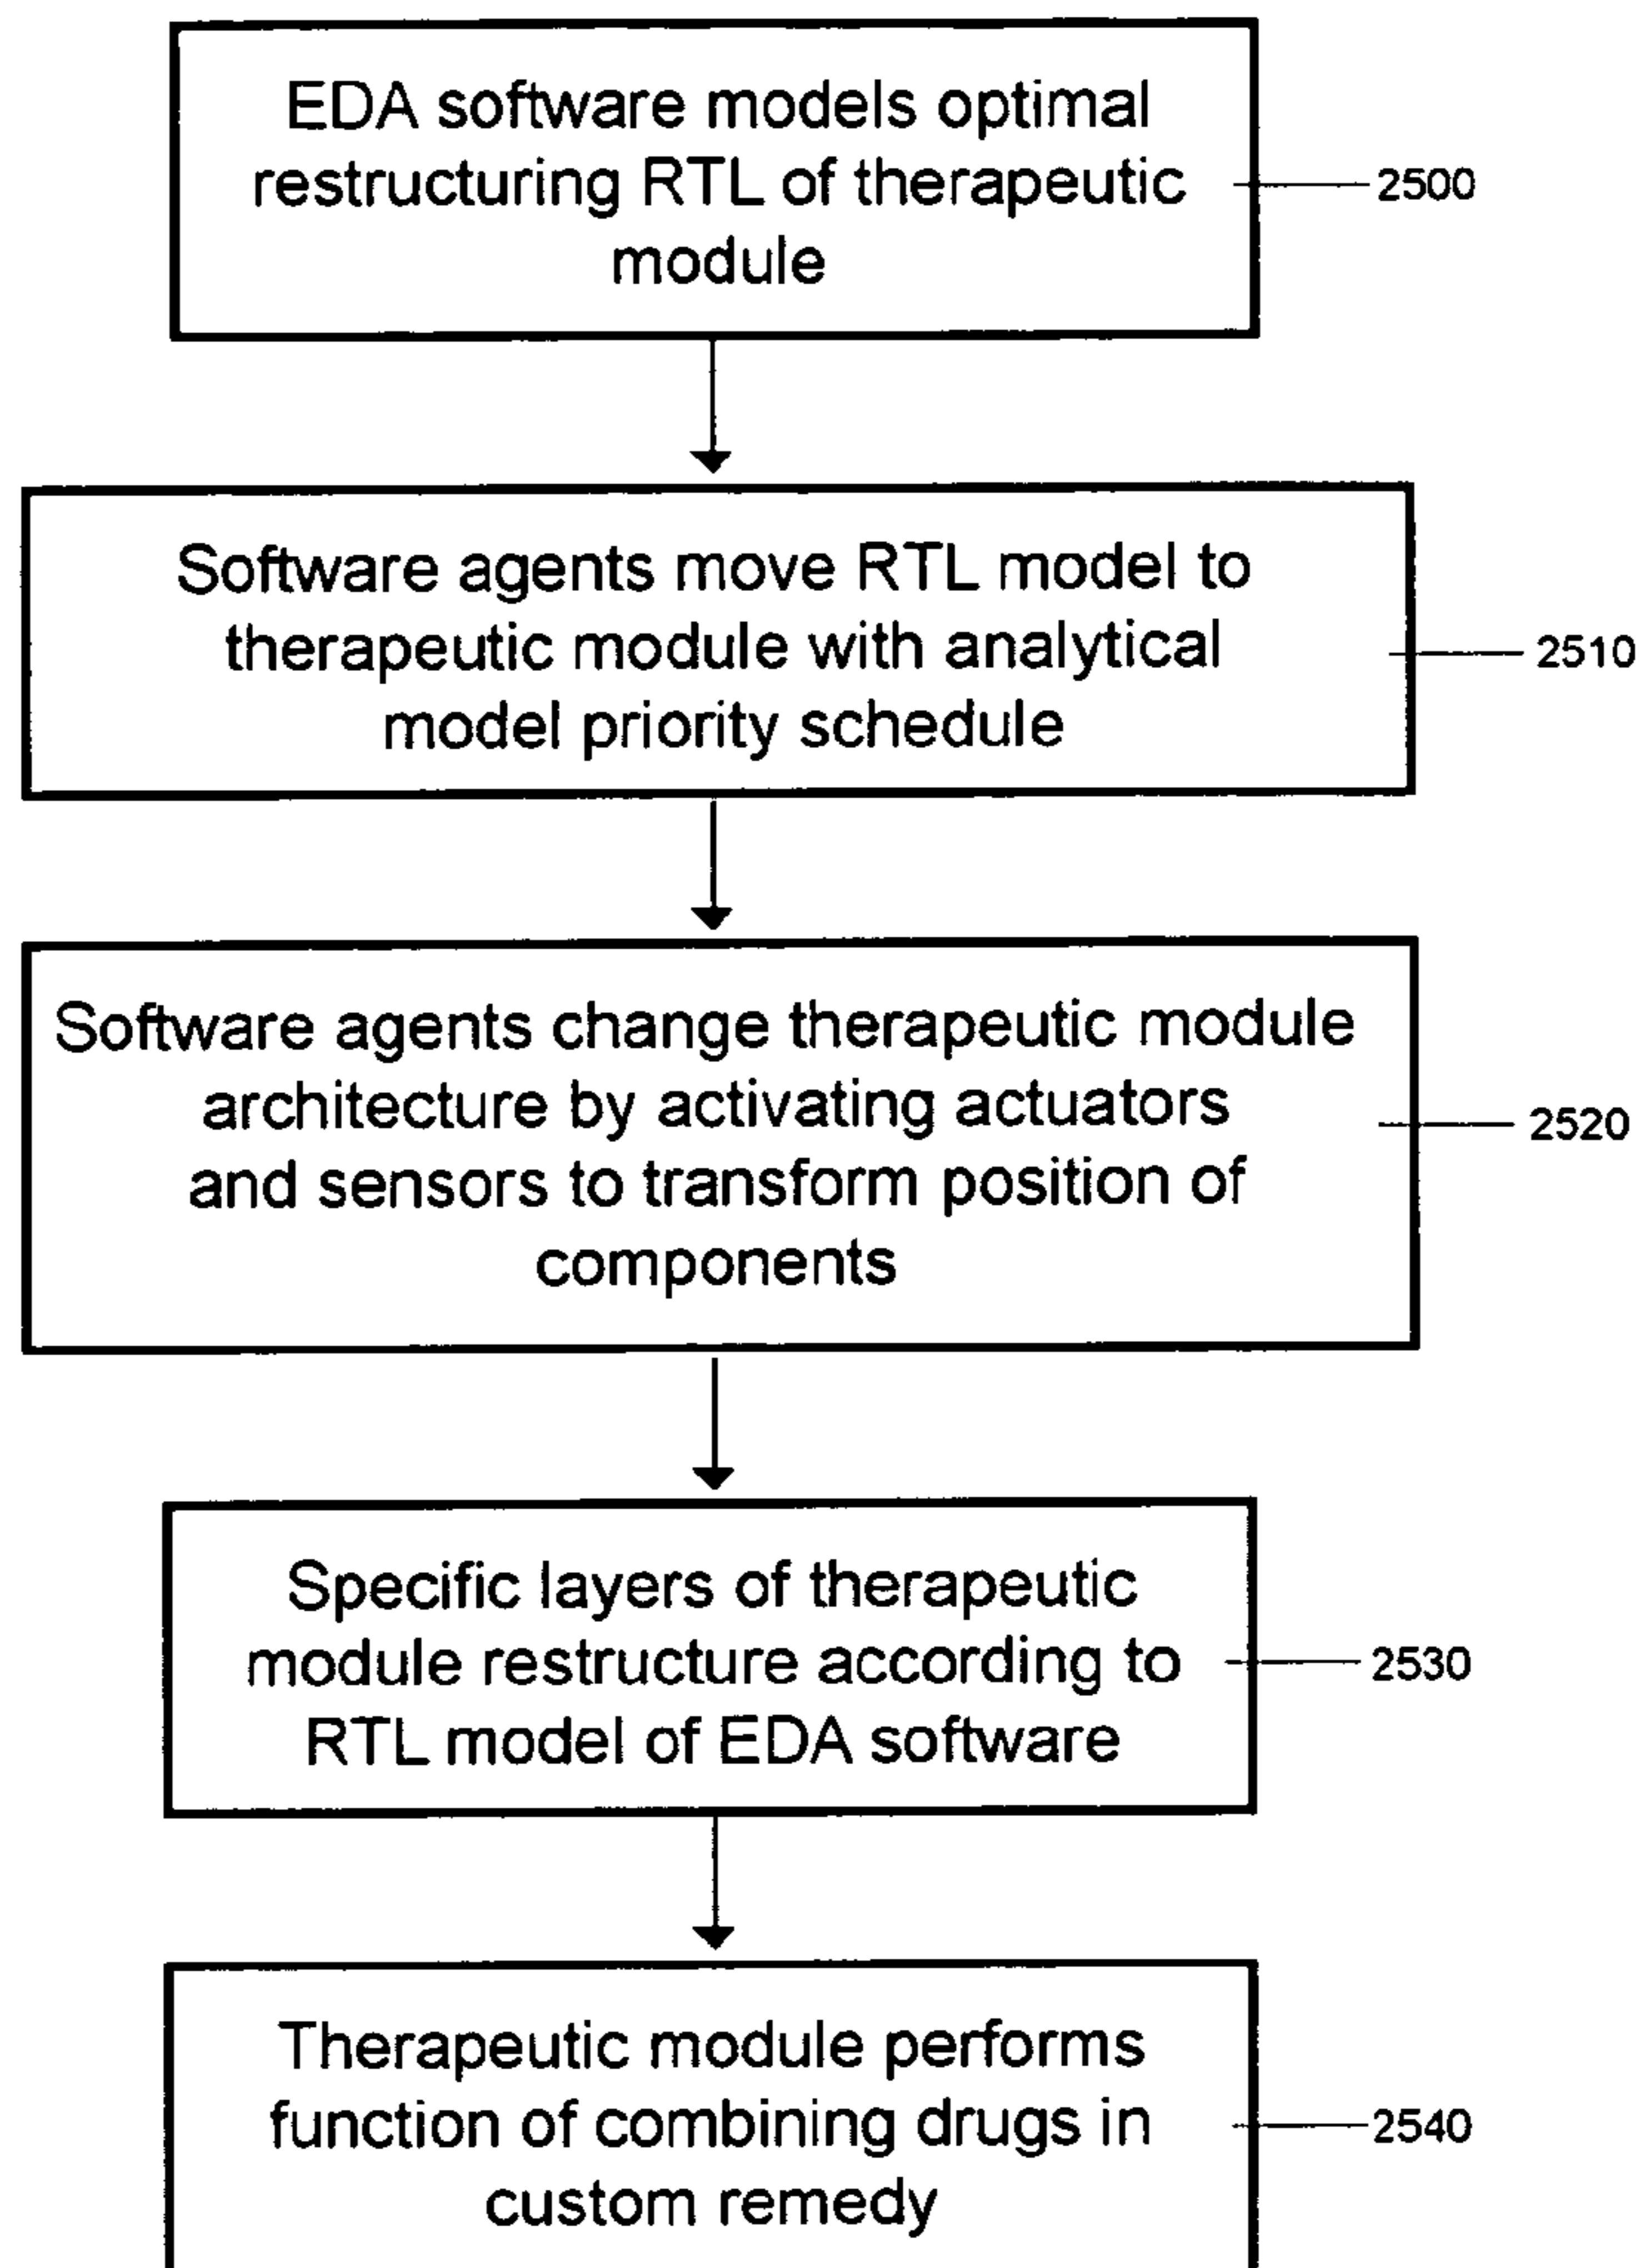 EDA software models optimal
restructuring RTL of therapeutic
module
2500
Software agents move RTL model to
therapeutic module with analytical
model priority schedule
2510
Software agents change therapeutic module
architecture by activating actuators
and sensors to transform position of
components
2520
Specific layers of therapeutic
module restructure according to
RTL model of EDA software
2530
Therapeutic module performs
function of combining drugs in
custom remedy
2540